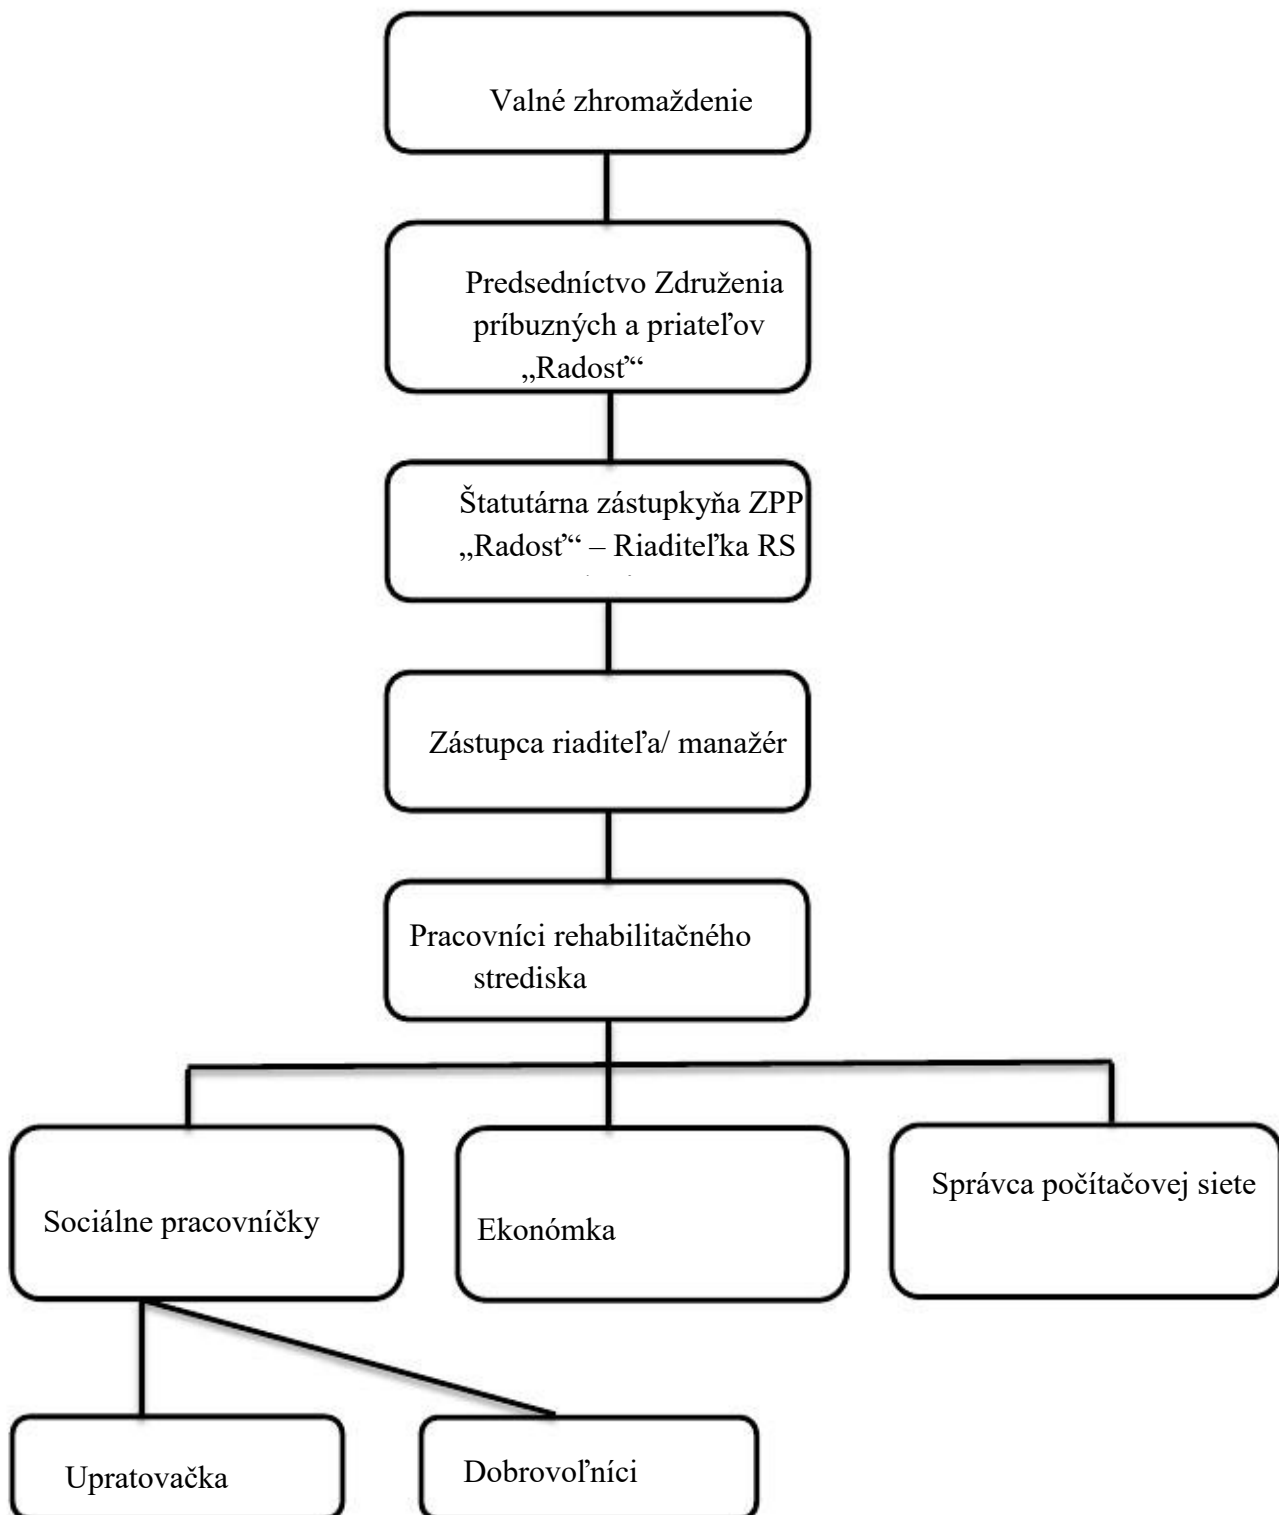 Valné zhromaždenie
Predsedníctvo Združenia
príbuzných a priateľov
„Radosť“
Štatutárna zástupkyňa ZPP
„Radosť“ – Riaditeľka RS
Zástupca riaditeľa/ manažér
Pracovníci rehabilitačného
strediska
Sociálne pracovníčky
Ekonómka
Správca počítačovej siete
Upratovačka
Dobrovoľníci